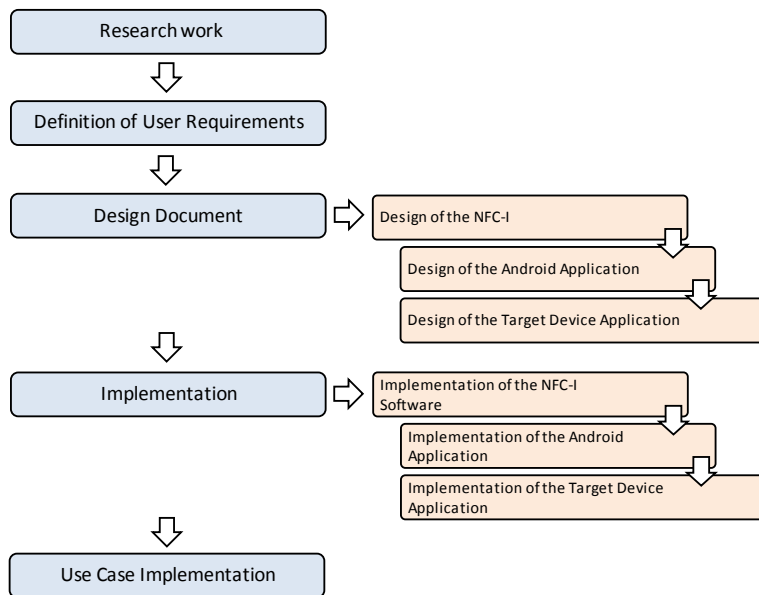 Research work
Definition of User Requirements
Design Document
Design of the NFC-I
Design of the Android Application
Design of the Target Device Application
Implementation
Implementation of the NFC-I
Software
Implementation of the Android
Application
Implementation of the Target Device
Application
Use Case Implementation